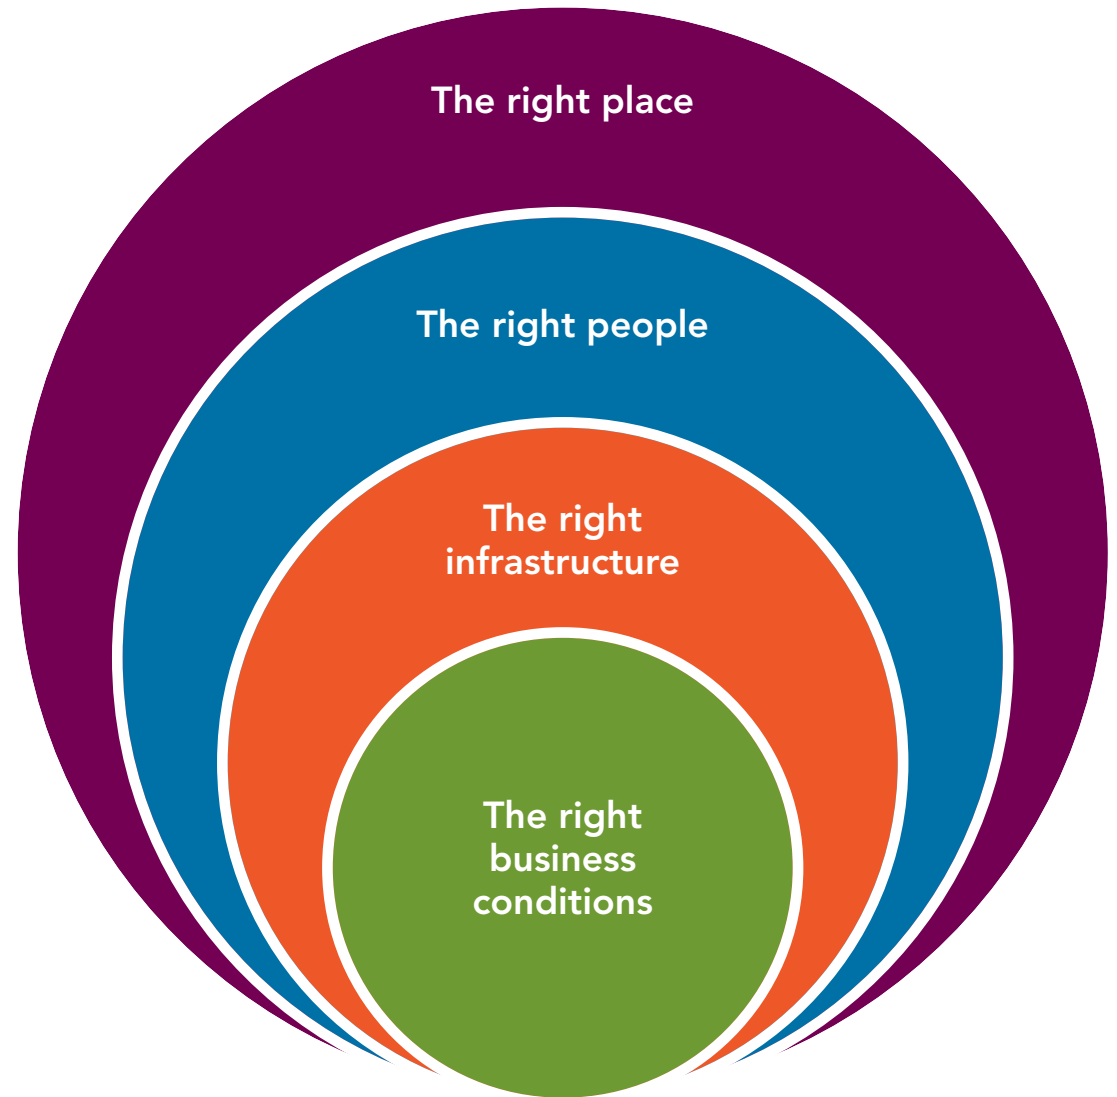 The right place
The right people
The right
infrastructure
The right
business
conditions